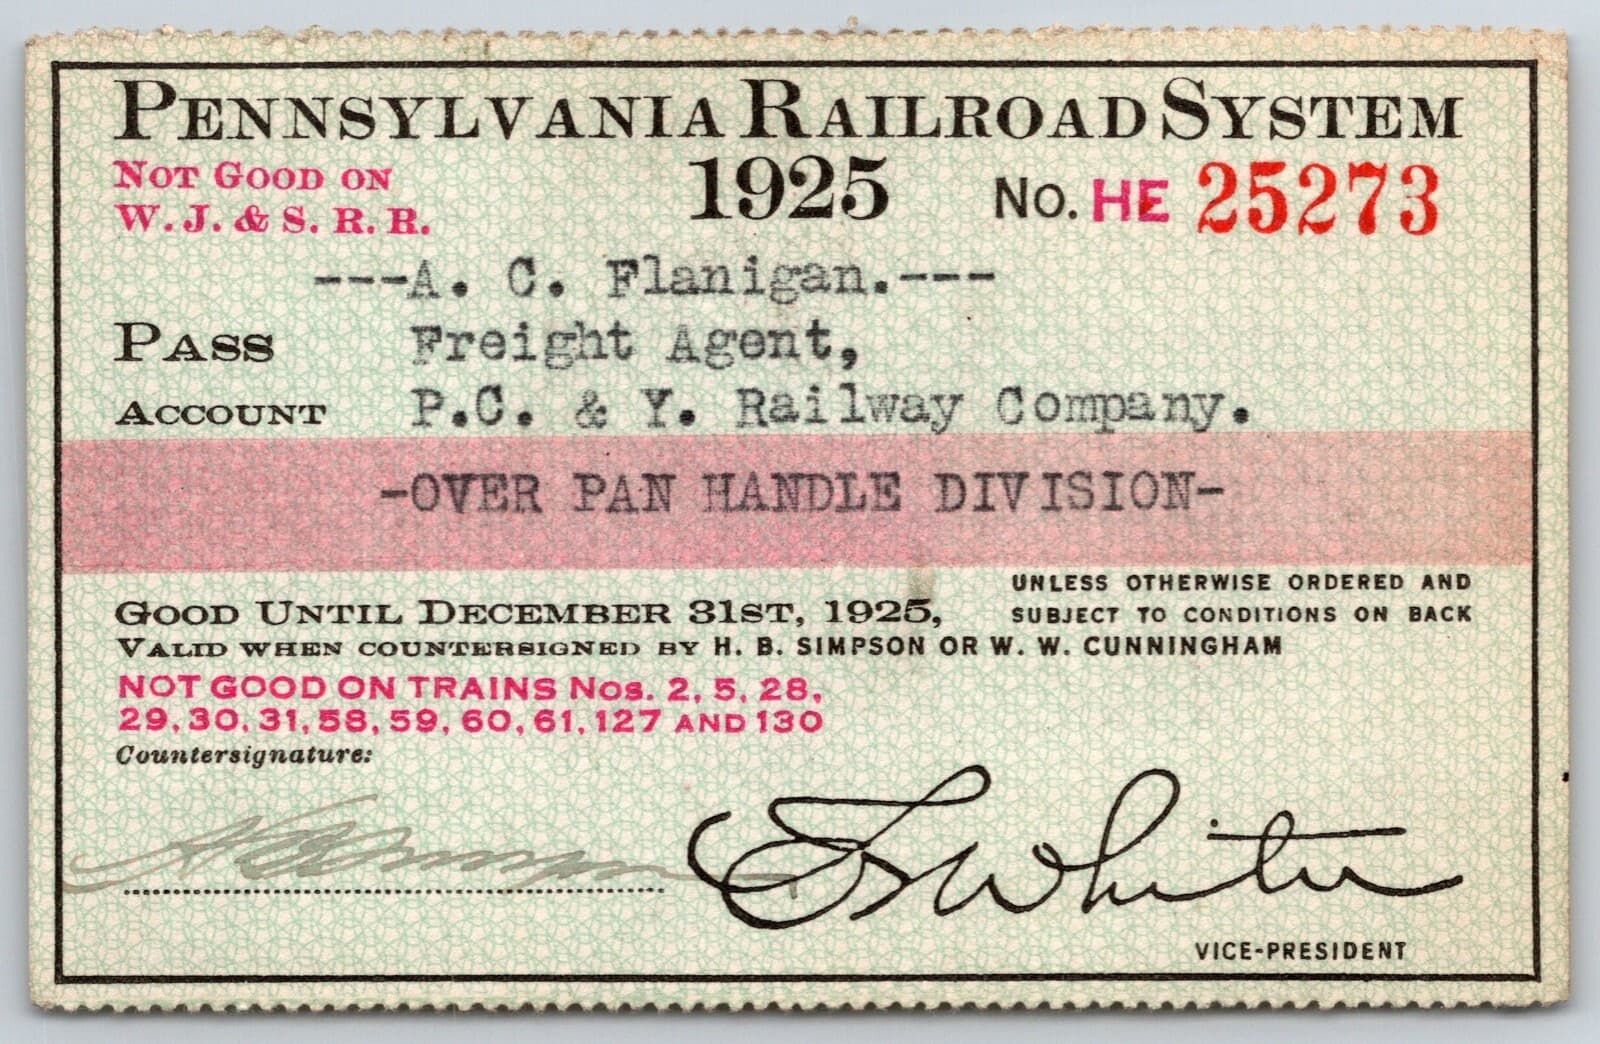 PENNSYLVANIA RAILROAD SYSTEM
NOT GOOD ON
W. J. & S. R. R.
1925
No. HE 25273
---A. C. Flanigan.---
PASS Freight Agent,
ACCOUNT P.C. & Y. Railway Company.
-OVER PAN HANDLE DIVISION-
GOOD UNTIL DECEMBER 31ST, 1925,
UNLESS OTHERWISE ORDERED AND
SUBJECT TO CONDITIONS ON BACK
VALID WHEN COUNTERSIGNED BY H. B. SIMPSON OR W. W. CUNNINGHAM
NOT GOOD ON TRAINS Nos. 2, 5, 28,
29, 30, 31, 58, 59, 60, 61, 127 AND 130
Countersignature:
VICE-PRESIDENT